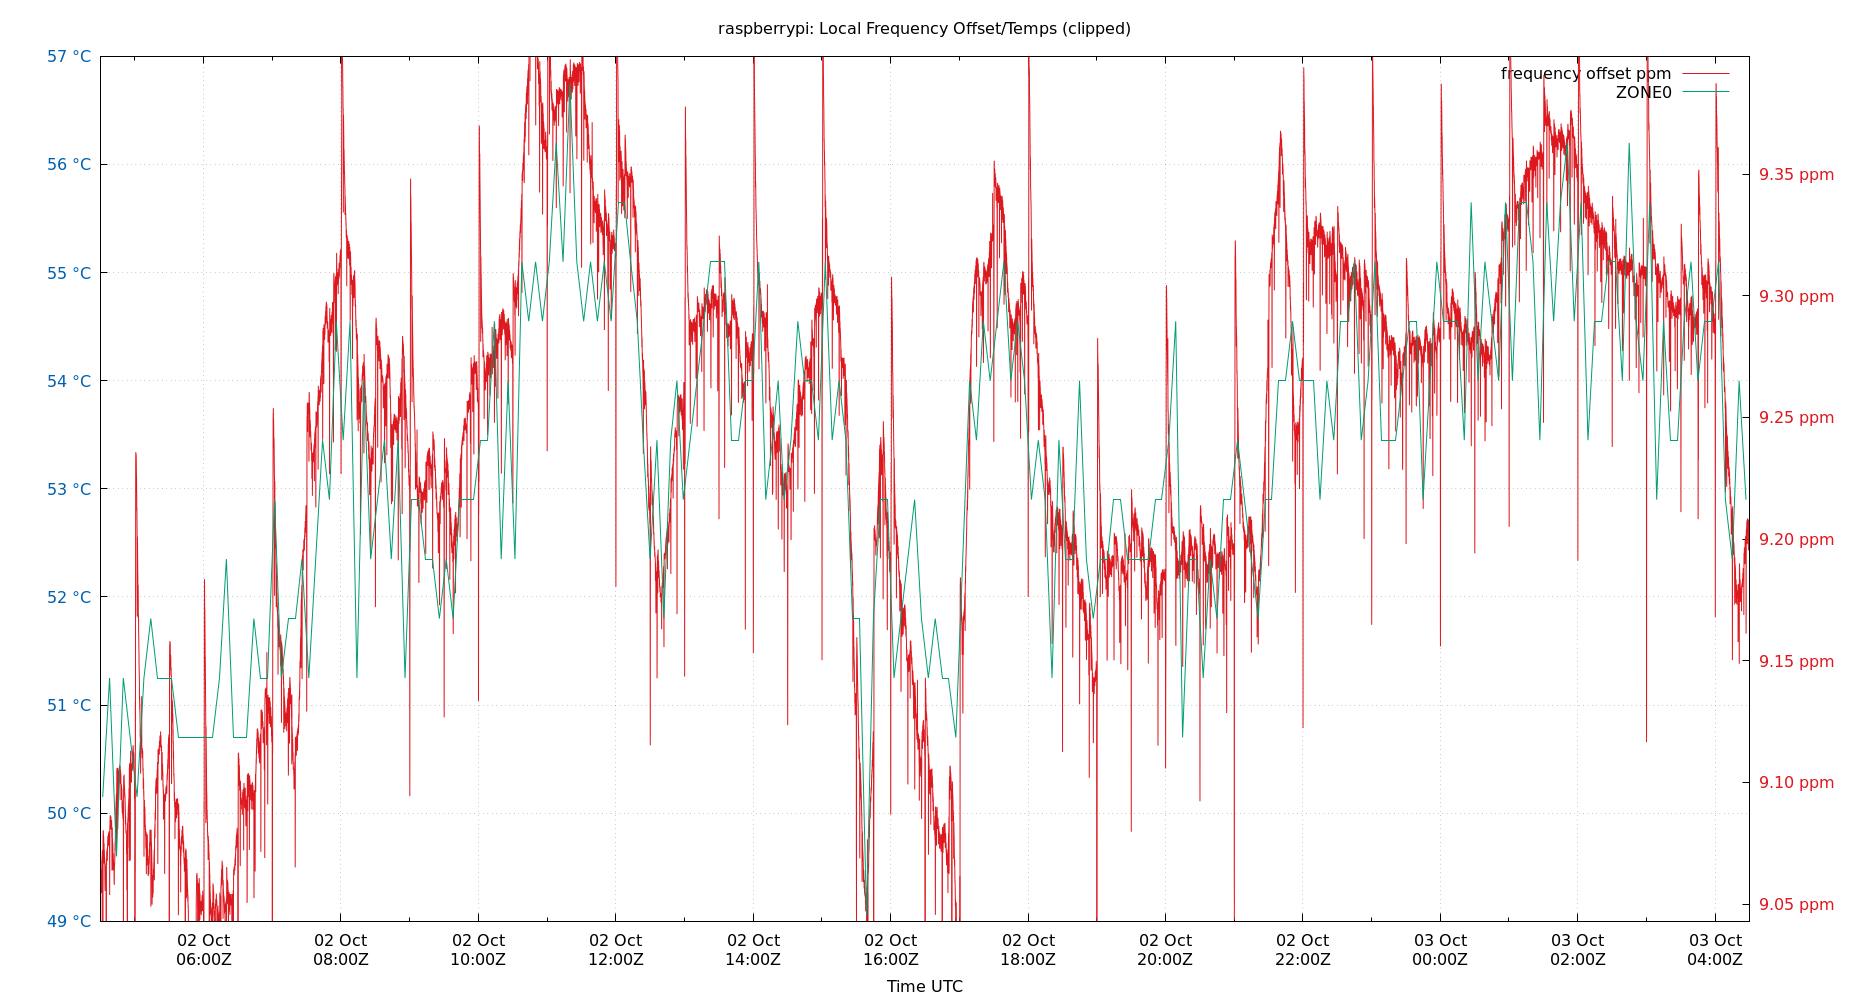 raspberrypi: Local Frequency Offset/Temps (clipped)
frequency offset ppm
ZONE0
57 °C
56 °C
55 °C
54 °C
53 °C
52 °C
51 °C
50 °C
49 °C
9.35 ppm
9.30 ppm
9.25 ppm
9.20 ppm
9.15 ppm
9.10 ppm
9.05 ppm
02 Oct 02 Oct 02 Oct 02 Oct 02 Oct 02 Oct 02 Oct 02 Oct 02 Oct 03 Oct 03 Oct 03 Oct
06:00Z 08:00Z 10:00Z 12:00Z 14:00Z 16:00Z 18:00Z 20:00Z 22:00Z 00:00Z 02:00Z 04:00Z
Time UTC